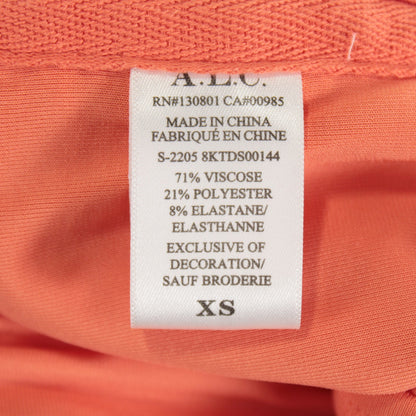 A.L.C.
RN#130801 CA#00985
MADE IN CHINA
FABRIQUÉ EN CHINE
S-2205 8KTDS00144
71% VISCOSE
21% POLYESTER
8% ELASTANE/
ELASTHANNE
EXCLUSIVE OF
DECORATION/
SAUF BRODERIE
XS